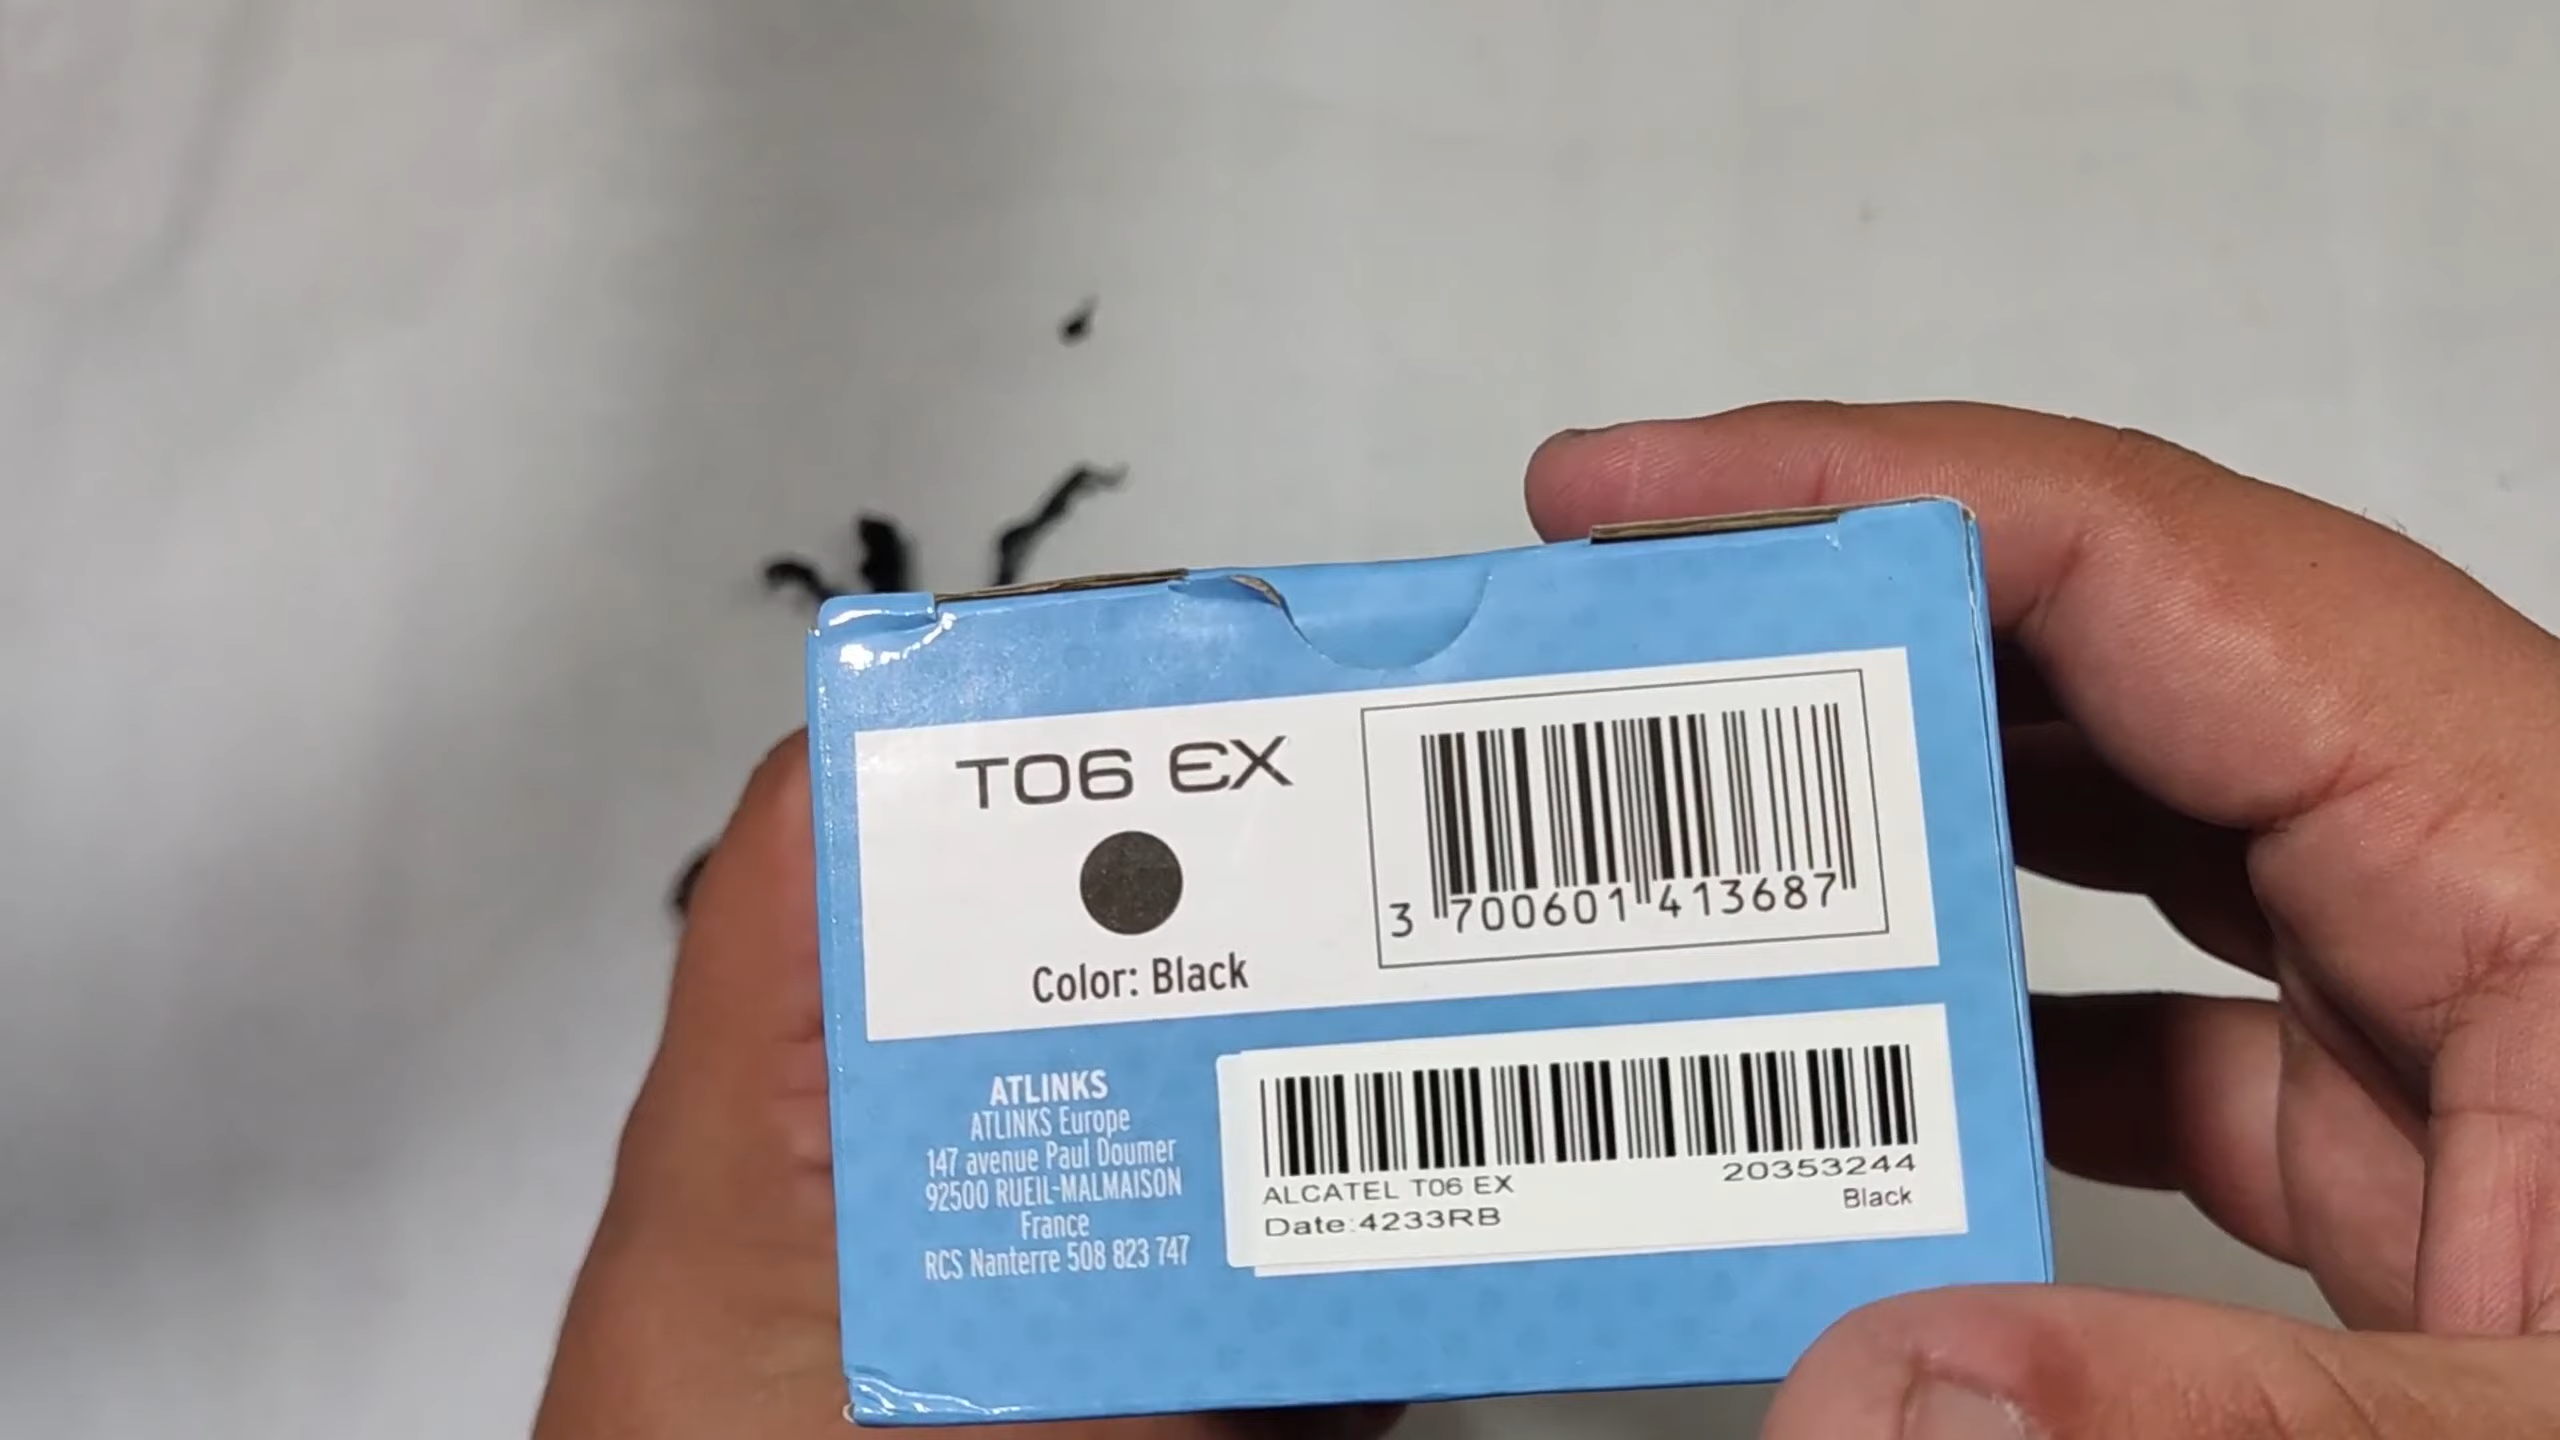 T06 EX
Color: Black
3 700601 413687
ATLINKS
ATLINKS Europe
147 avenue Paul Doumer
92500 RUEIL-MALMAISON
France
RCS Nanterre 508 823 747
ALCATEL T06 EX 20353244
Date:4233RB Black